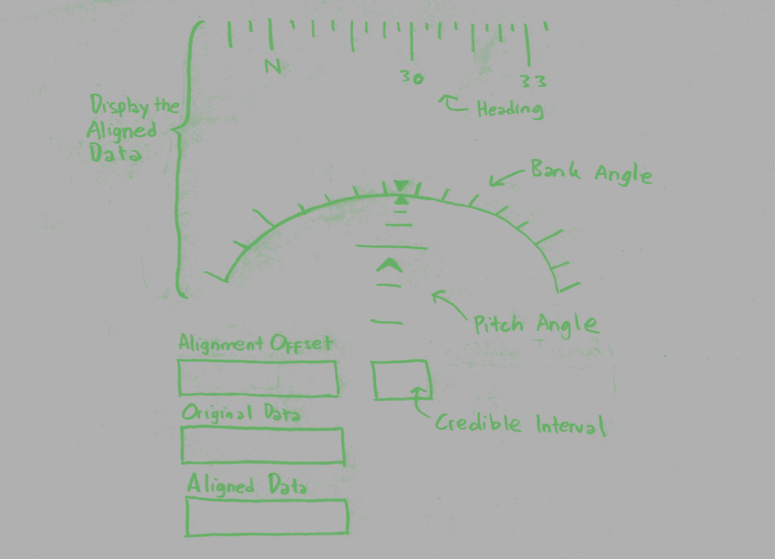 N
30
33
Heading
Display the
Aligned
Data
Bank Angle
Pitch Angle
Alignment Offset
Credible Interval
Original Data
Aligned Data